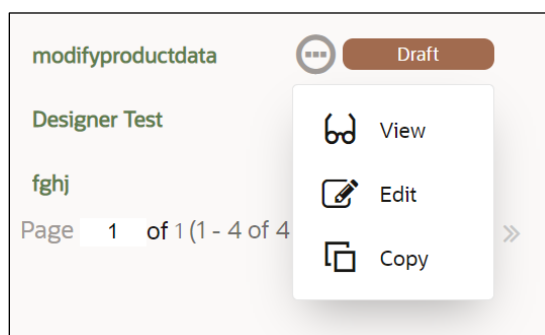 modifyproductdata Draft
Designer Test View
fghj Edit
Page 1 of 1 (1 - 4 of 4
Copy